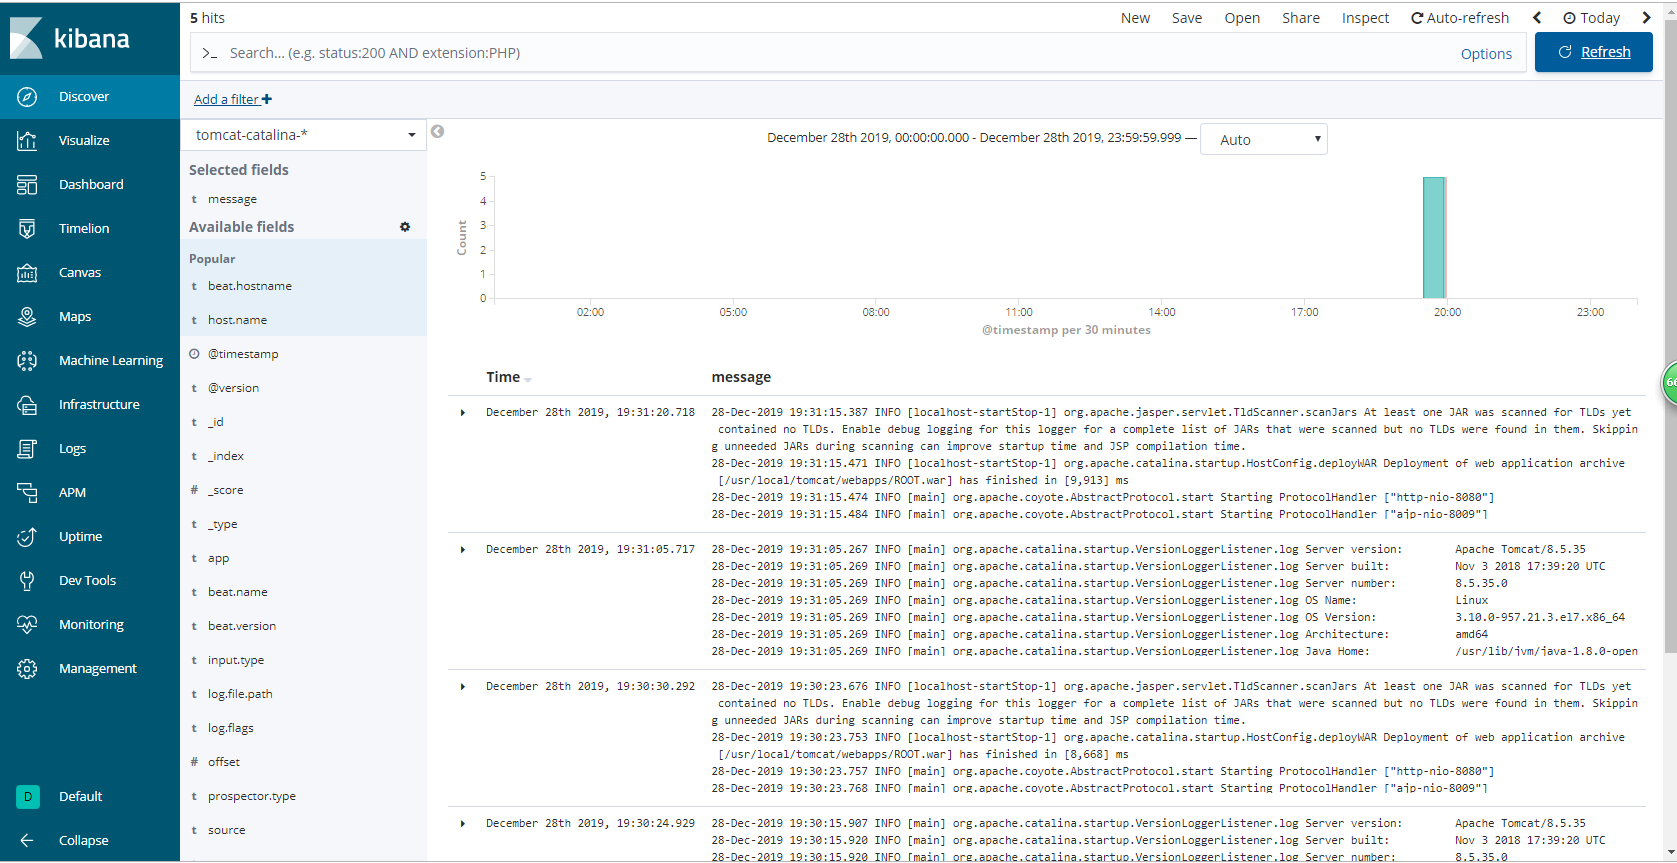 kibana
Discover
Visualize
Dashboard
Timelion
Canvas
Maps
Machine Learning
Infrastructure
Logs
APM
Uptime
Dev Tools
Monitoring
Management
D Default
Collapse
5 hits
New Save Open Share Inspect Auto-refresh Today
>_ Search... (e.g. status:200 AND extension:PHP) Options Refresh
Add a filter
tomcat-catalina-*
Selected fields
t message
Available fields
Popular
t beat.hostname
t host.name
@timestamp
t @version
t _id
t _index
# _score
t _type
t app
t beat.name
t beat.version
t input.type
t log.file.path
t log.flags
# offset
t prospector.type
t source
December 28th 2019, 00:00:00.000 - December 28th 2019, 23:59:59.999 — Auto
5
4
3
2
1
0
Count
02:00 05:00 08:00 11:00 14:00 17:00 20:00 23:00
@timestamp per 30 minutes
66
Time message
December 28th 2019, 19:31:20.718 28-Dec-2019 19:31:15.387 INFO [localhost-startStop-1] org.apache.jasper.servlet.TldScanner.scanJars At least one JAR was scanned for TLDs yet
contained no TLDs. Enable debug logging for this logger for a complete list of JARs that were scanned but no TLDs were found in them. Skippin
g unneeded JARs during scanning can improve startup time and JSP compilation time.
28-Dec-2019 19:31:15.471 INFO [localhost-startStop-1] org.apache.catalina.startup.HostConfig.deployWAR Deployment of web application archive
[/usr/local/tomcat/webapps/ROOT.war] has finished in [9,913] ms
28-Dec-2019 19:31:15.474 INFO [main] org.apache.coyote.AbstractProtocol.start Starting ProtocolHandler ["http-nio-8080"]
28-Dec-2019 19:31:15.484 INFO [main] org.apache.coyote.AbstractProtocol.start Starting ProtocolHandler ["ajp-nio-8009"]
December 28th 2019, 19:31:05.717 28-Dec-2019 19:31:05.267 INFO [main] org.apache.catalina.startup.VersionLoggerListener.log Server version: Apache Tomcat/8.5.35
28-Dec-2019 19:31:05.269 INFO [main] org.apache.catalina.startup.VersionLoggerListener.log Server built: Nov 3 2018 17:39:20 UTC
28-Dec-2019 19:31:05.269 INFO [main] org.apache.catalina.startup.VersionLoggerListener.log Server number: 8.5.35.0
28-Dec-2019 19:31:05.269 INFO [main] org.apache.catalina.startup.VersionLoggerListener.log OS Name: Linux
28-Dec-2019 19:31:05.269 INFO [main] org.apache.catalina.startup.VersionLoggerListener.log OS Version: 3.10.0-957.21.3.el7.x86_64
28-Dec-2019 19:31:05.269 INFO [main] org.apache.catalina.startup.VersionLoggerListener.log Architecture: amd64
28-Dec-2019 19:31:05.269 INFO [main] org.apache.catalina.startup.VersionLoggerListener.log Java Home: /usr/lib/jvm/java-1.8.0-open
December 28th 2019, 19:30:30.292 28-Dec-2019 19:30:23.676 INFO [localhost-startStop-1] org.apache.jasper.servlet.TldScanner.scanJars At least one JAR was scanned for TLDs yet
contained no TLDs. Enable debug logging for this logger for a complete list of JARs that were scanned but no TLDs were found in them. Skippin
g unneeded JARs during scanning can improve startup time and JSP compilation time.
28-Dec-2019 19:30:23.753 INFO [localhost-startStop-1] org.apache.catalina.startup.HostConfig.deployWAR Deployment of web application archive
[/usr/local/tomcat/webapps/ROOT.war] has finished in [8,668] ms
28-Dec-2019 19:30:23.757 INFO [main] org.apache.coyote.AbstractProtocol.start Starting ProtocolHandler ["http-nio-8080"]
28-Dec-2019 19:30:23.768 INFO [main] org.apache.coyote.AbstractProtocol.start Starting ProtocolHandler ["ajp-nio-8009"]
December 28th 2019, 19:30:24.929 28-Dec-2019 19:30:15.907 INFO [main] org.apache.catalina.startup.VersionLoggerListener.log Server version: Apache Tomcat/8.5.35
28-Dec-2019 19:30:15.920 INFO [main] org.apache.catalina.startup.VersionLoggerListener.log Server built: Nov 3 2018 17:39:20 UTC
28-Dec-2019 19:30:15.920 INFO [main] org.apache.catalina.startup.VersionLoggerListener.log Server number: 8.5.35.0